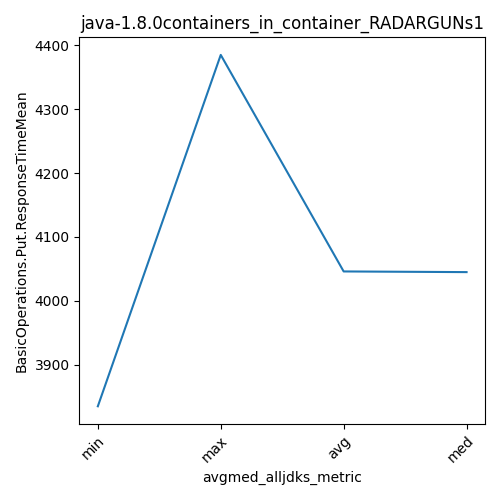 java-1.8.0containers_in_container_RADARGUNs1
4400
4300
4200
4100
4000
3900
BasicOperations.Put.ResponseTimeMean
min
max
avg
med
avgmed_alljdks_metric